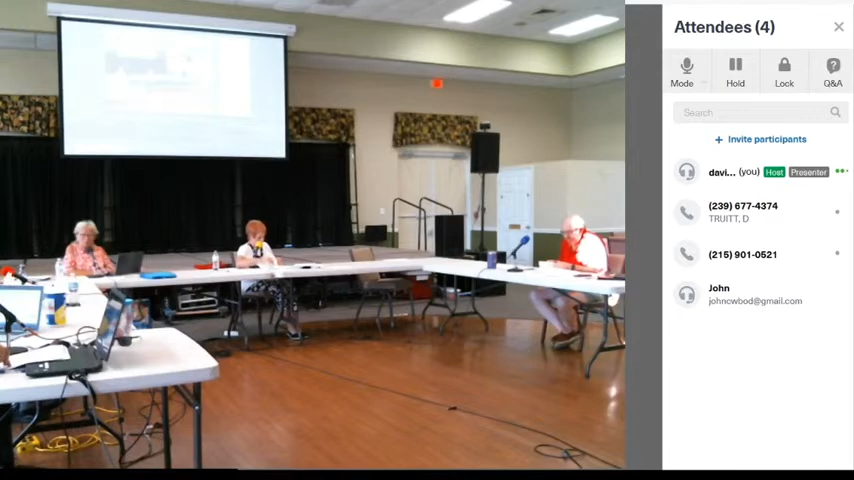 Attendees (4)
Mode
Hold
Lock
Q&A
Search
+ Invite participants
davi... (you) Host Presenter
(239) 677-4374
TRUITT, D
(215) 901-0521
John
johncwbod@gmail.com